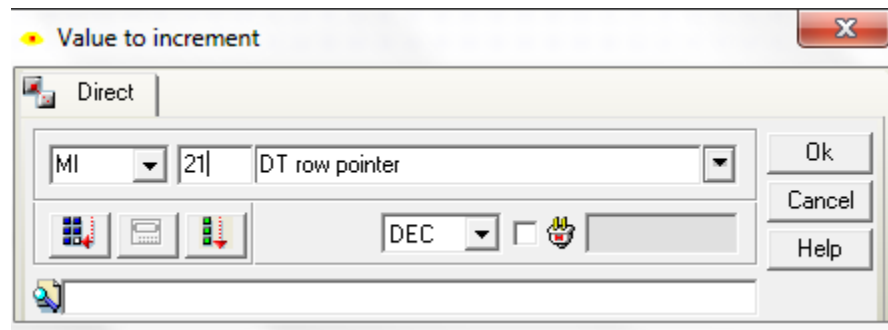 Value to increment
Direct
MI 21 DT row pointer
Ok
Cancel
DEC
Help